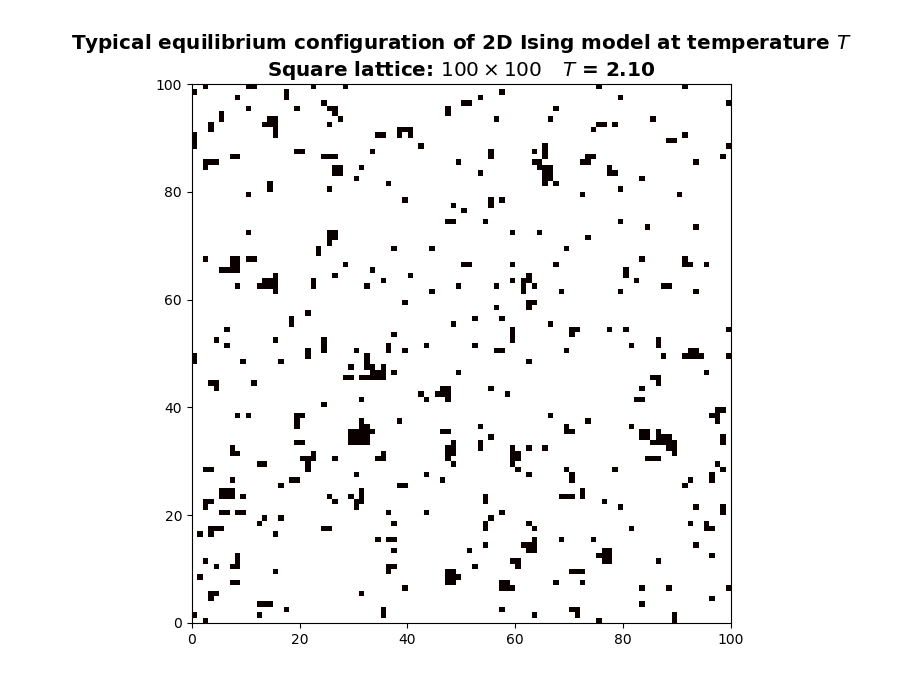 Typical equilibrium configuration of 2D Ising model at temperature T
Square lattice: 100 × 100 T = 2.10
100
80
60
40
20
0
0 20 40 60 80 100